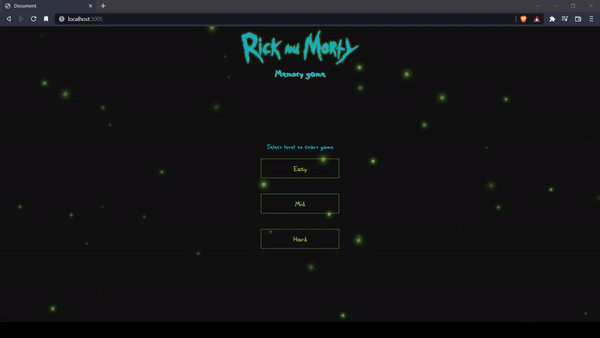 Document
localhost:3005
Rick and Morty
Memory game
Select level to start game
Easy
Mid
Hard